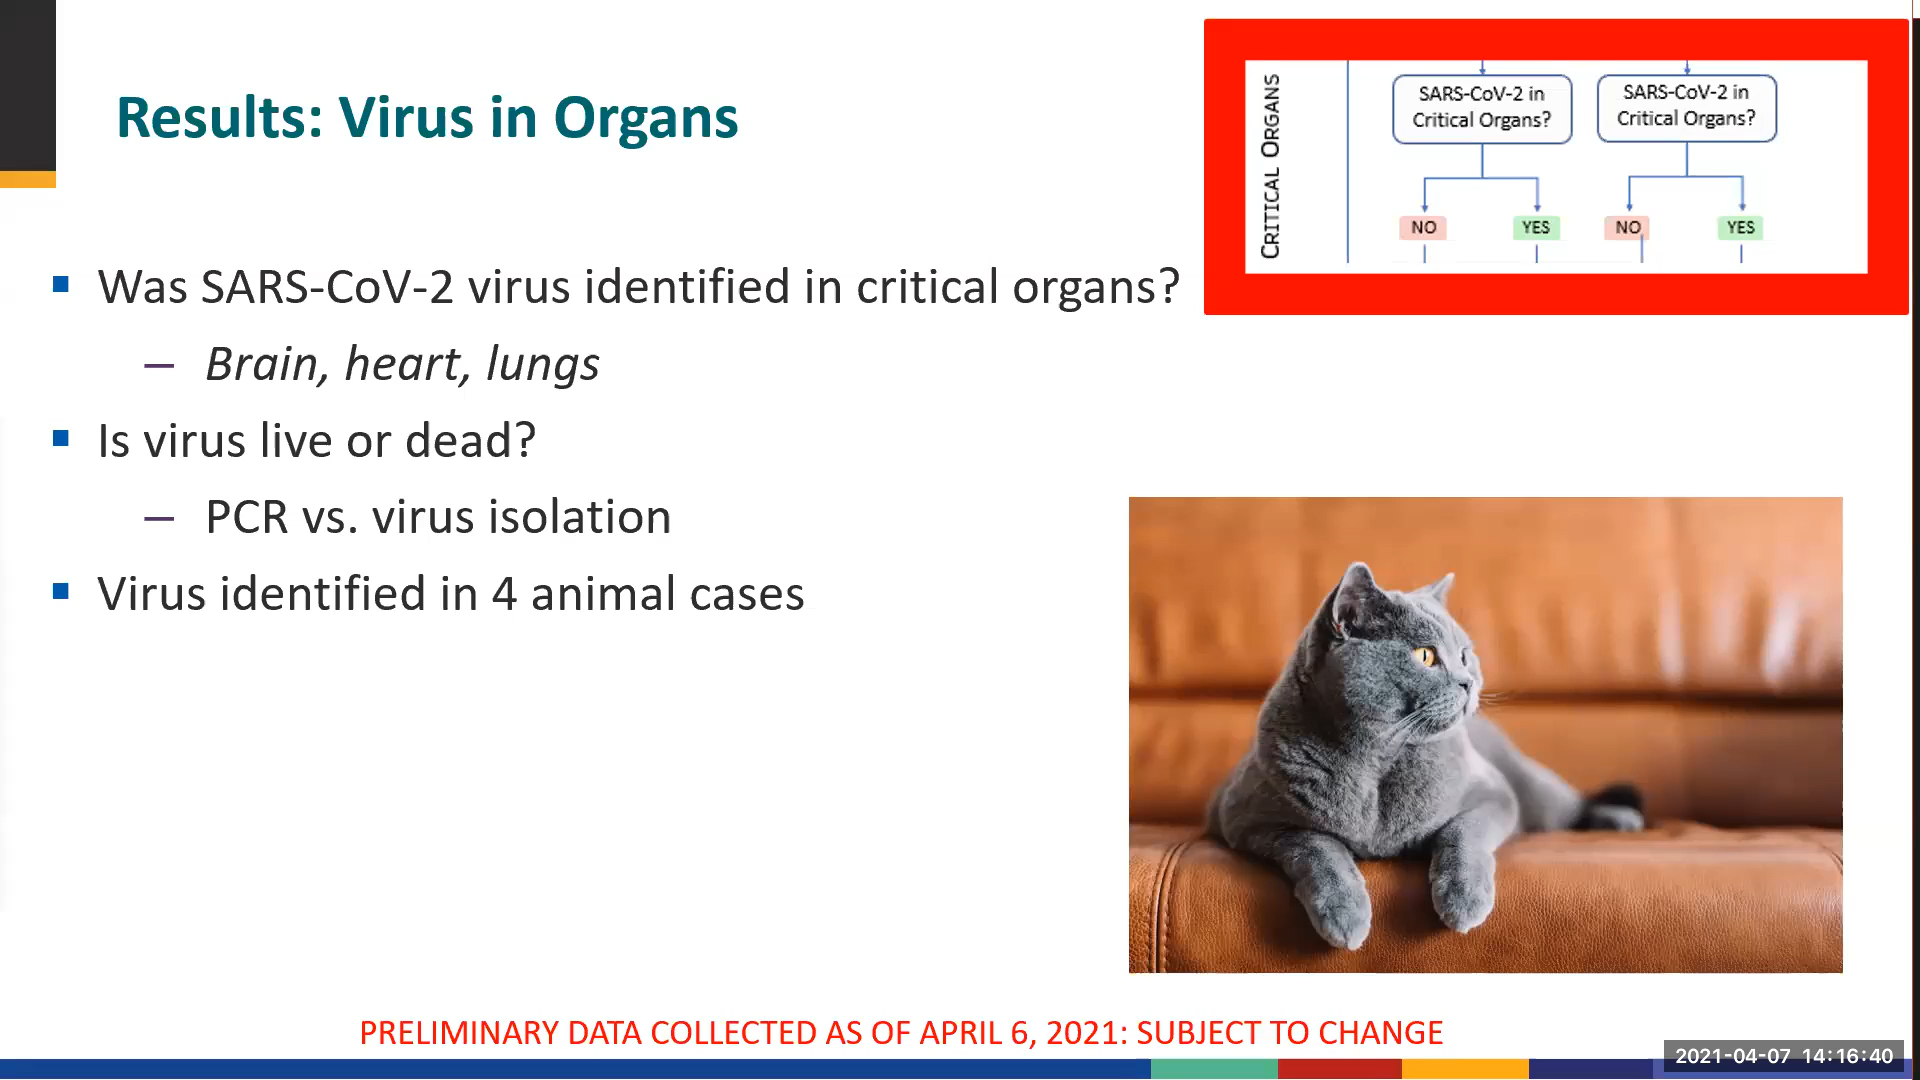 Results: Virus in Organs
CRITICAL ORGANS
SARS-CoV-2 in
Critical Organs?
NO
YES
SARS-CoV-2 in
Critical Organs?
NO
YES
Was SARS-CoV-2 virus identified in critical organs?
– Brain, heart, lungs
Is virus live or dead?
– PCR vs. virus isolation
Virus identified in 4 animal cases
PRELIMINARY DATA COLLECTED AS OF APRIL 6, 2021: SUBJECT TO CHANGE
2021-04-07 14:16:40